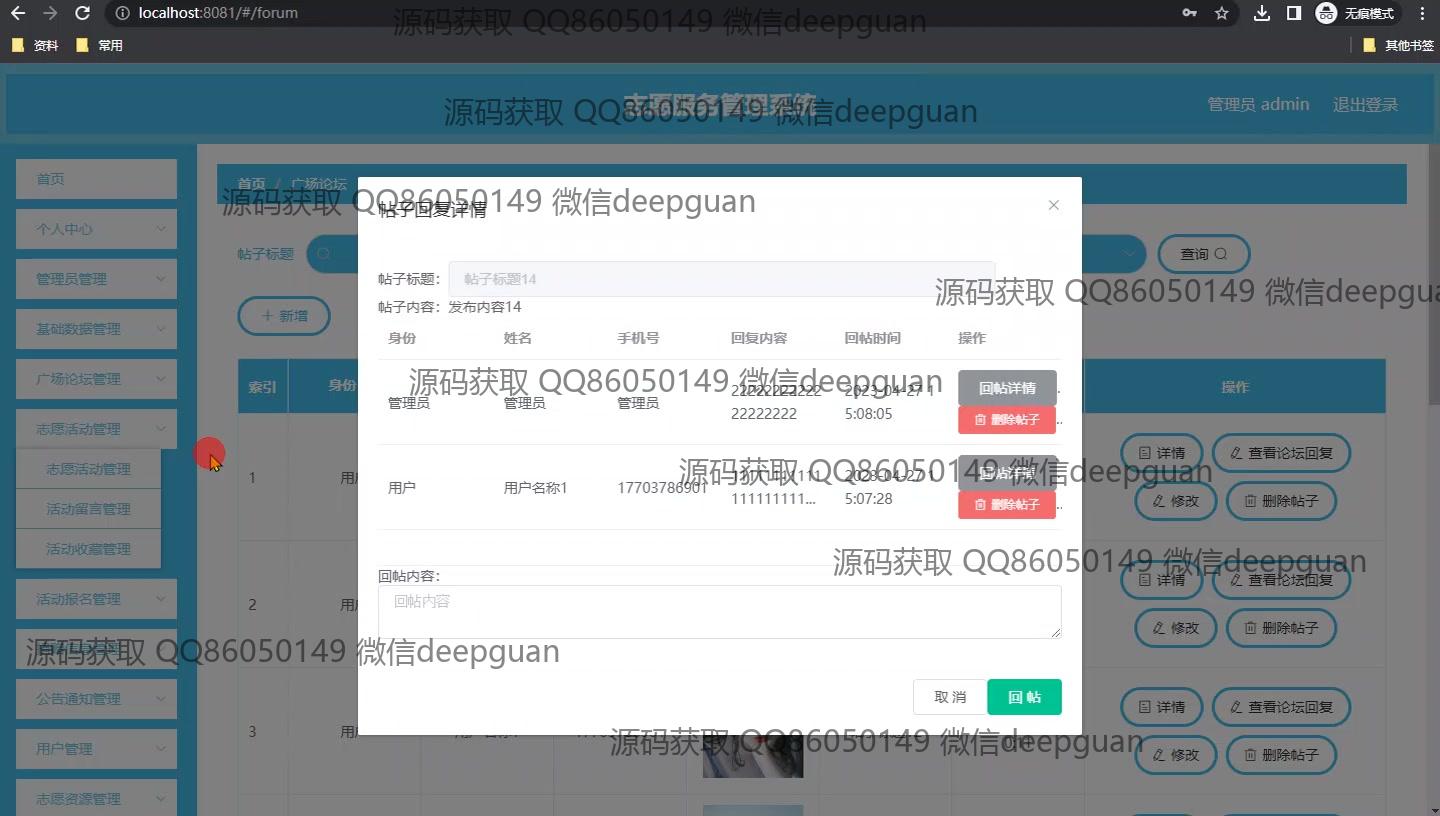 localhost:8081/#/forum
无痕模式
资料
常用
其他书签
源码获取 QQ86050149 微信deepguan
志愿服务管理系统
管理员 admin
退出登录
源码获取 QQ86050149 微信deepguan
首页
个人中心
管理员管理
基础数据管理
广场论坛管理
志愿活动管理
志愿活动管理
活动留言管理
活动收藏管理
活动报名管理
公告通知管理
用户管理
志愿资源管理
首页 / 广场论坛
源码获取 QQ86050149 微信deepguan
帖子标题
查询
新增
索引
身份
操作
1
用户
详情
查看论坛回复
修改
删除帖子
2
用户
详情
查看论坛回复
修改
删除帖子
3
用户
详情
查看论坛回复
修改
删除帖子
帖子回复详情
帖子标题：
帖子标题14
源码获取 QQ86050149 微信deepgua
帖子内容：发布内容14
身份 姓名 手机号 回复内容 回帖时间 操作
源码获取 QQ86050149 微信deepguan
管理员 管理员 管理员
22222222222
22222222
2023-04-27 1
5:08:05
回帖详情
删除帖子
源码获取 QQ86050149 微信deepguan
用户 用户名称1 17703786901
111111111...
2023-04-27 1
5:07:28
回帖详情
删除帖子
源码获取 QQ86050149 微信deepguan
回帖内容：
回帖内容
源码获取 QQ86050149 微信deepguan
取 消
回 帖
源码获取 QQ86050149 微信deepguan